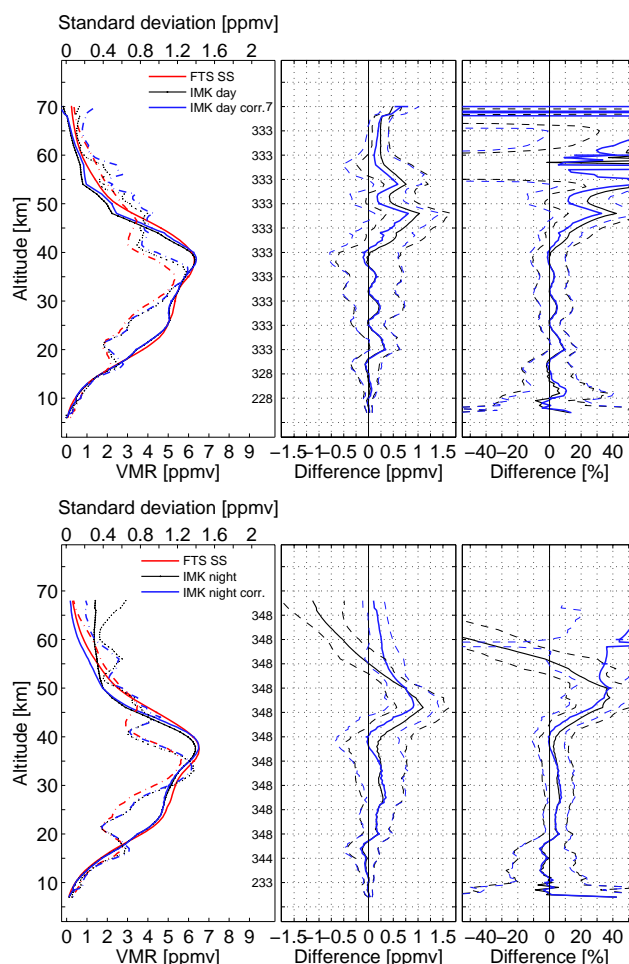 Standard deviation [ppmv]
0 0.4 0.8 1.2 1.6 2
FTS SS
IMK day
IMK day corr.7
70
60
50
40
30
20
10
Altitude [km]
333
333
333
333
333
333
328
228
0 1 2 3 4 5 6 7 8 9
VMR [ppmv]
−1.5 −1 −0.5 0 0.5 1 1.5
Difference [ppmv]
−40 −20 0 20 40
Difference [%]
Standard deviation [ppmv]
0 0.4 0.8 1.2 1.6 2
FTS SS
IMK night
IMK night corr.
70
60
50
40
30
20
10
Altitude [km]
348
348
348
348
348
348
348
348
348
344
233
0 1 2 3 4 5 6 7 8 9
VMR [ppmv]
−1.5 −1 −0.5 0 0.5 1 1.5
Difference [ppmv]
−40 −20 0 20 40
Difference [%]